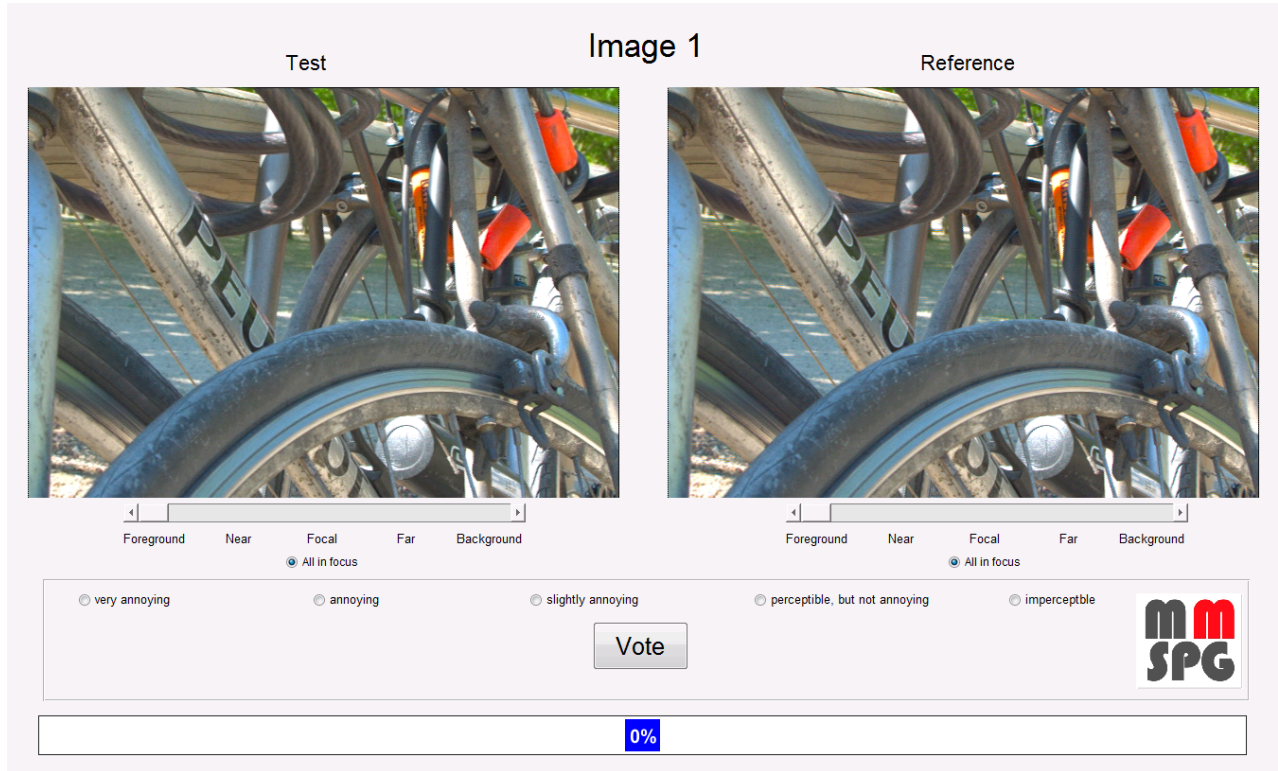 Image 1
Test
Reference
Foreground Near Focal Far Background
All in focus
Foreground Near Focal Far Background
All in focus
very annoying annoying slightly annoying perceptible, but not annoying imperceptble
Vote
MM
SPG
0%